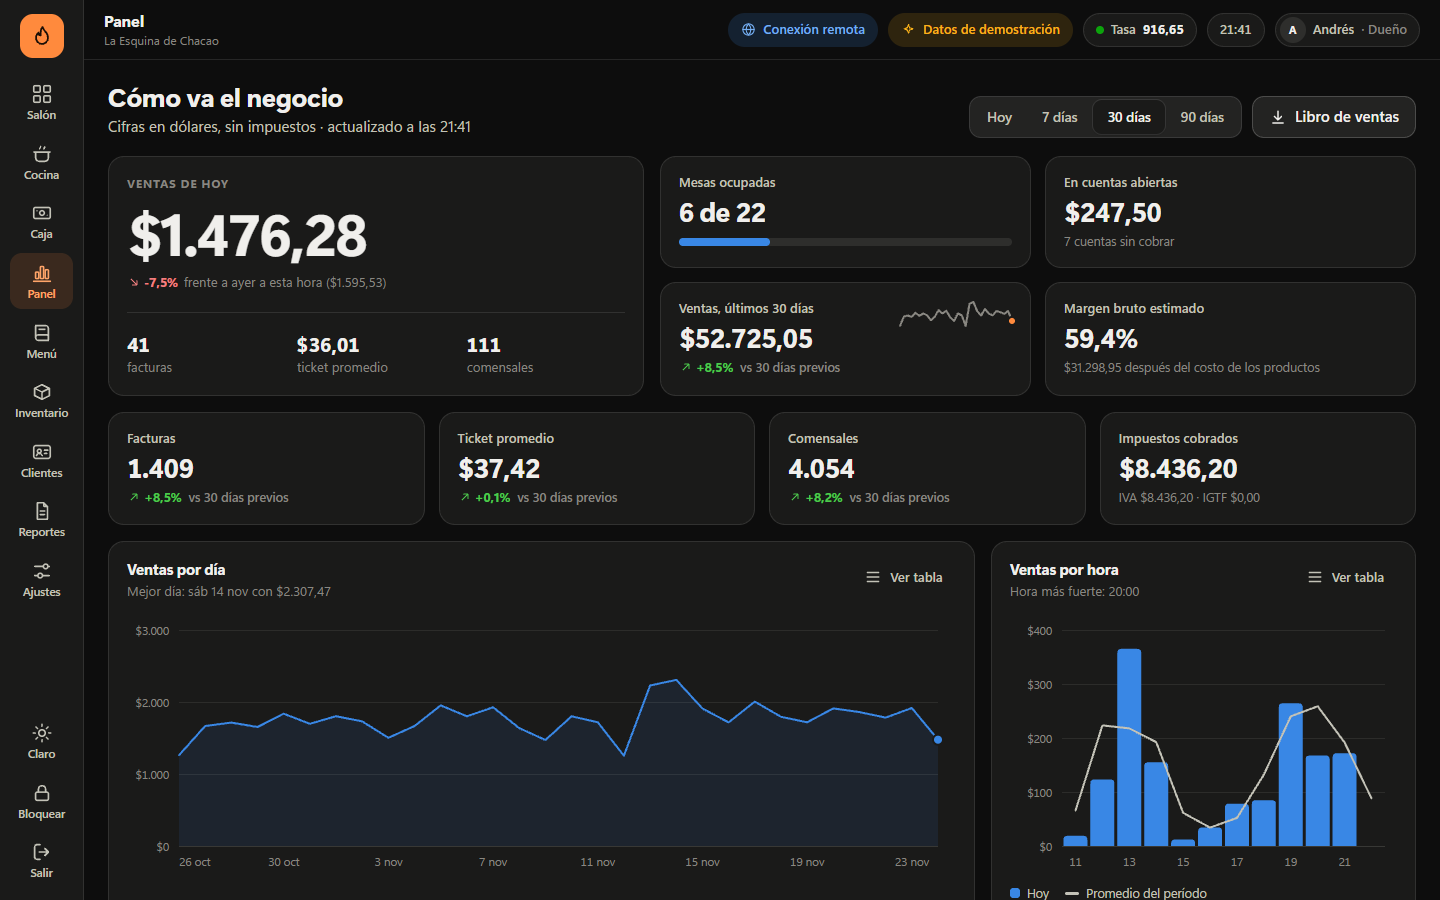 Panel
La Esquina de Chacao
Conexión remota
Datos de demostración
Tasa 916,65
21:41
A Andrés · Dueño
Salón
Cocina
Caja
Panel
Menú
Inventario
Clientes
Reportes
Ajustes
Claro
Bloquear
Salir
Cómo va el negocio
Cifras en dólares, sin impuestos · actualizado a las 21:41
Hoy 7 días 30 días 90 días
Libro de ventas
VENTAS DE HOY
$1.476,28
-7,5% frente a ayer a esta hora ($1.595,53)
41
facturas
$36,01
ticket promedio
111
comensales
Mesas ocupadas
6 de 22
En cuentas abiertas
$247,50
7 cuentas sin cobrar
Ventas, últimos 30 días
$52.725,05
+8,5% vs 30 días previos
Margen bruto estimado
59,4%
$31.298,95 después del costo de los productos
Facturas
1.409
+8,5% vs 30 días previos
Ticket promedio
$37,42
+0,1% vs 30 días previos
Comensales
4.054
+8,2% vs 30 días previos
Impuestos cobrados
$8.436,20
IVA $8.436,20 · IGTF $0,00
Ventas por día
Mejor día: sáb 14 nov con $2.307,47
Ver tabla
$3.000
$2.000
$1.000
$0
26 oct 30 oct 3 nov 7 nov 11 nov 15 nov 19 nov 23 nov
Ventas por hora
Hora más fuerte: 20:00
Ver tabla
$400
$300
$200
$100
$0
11 13 15 17 19 21
Hoy Promedio del período